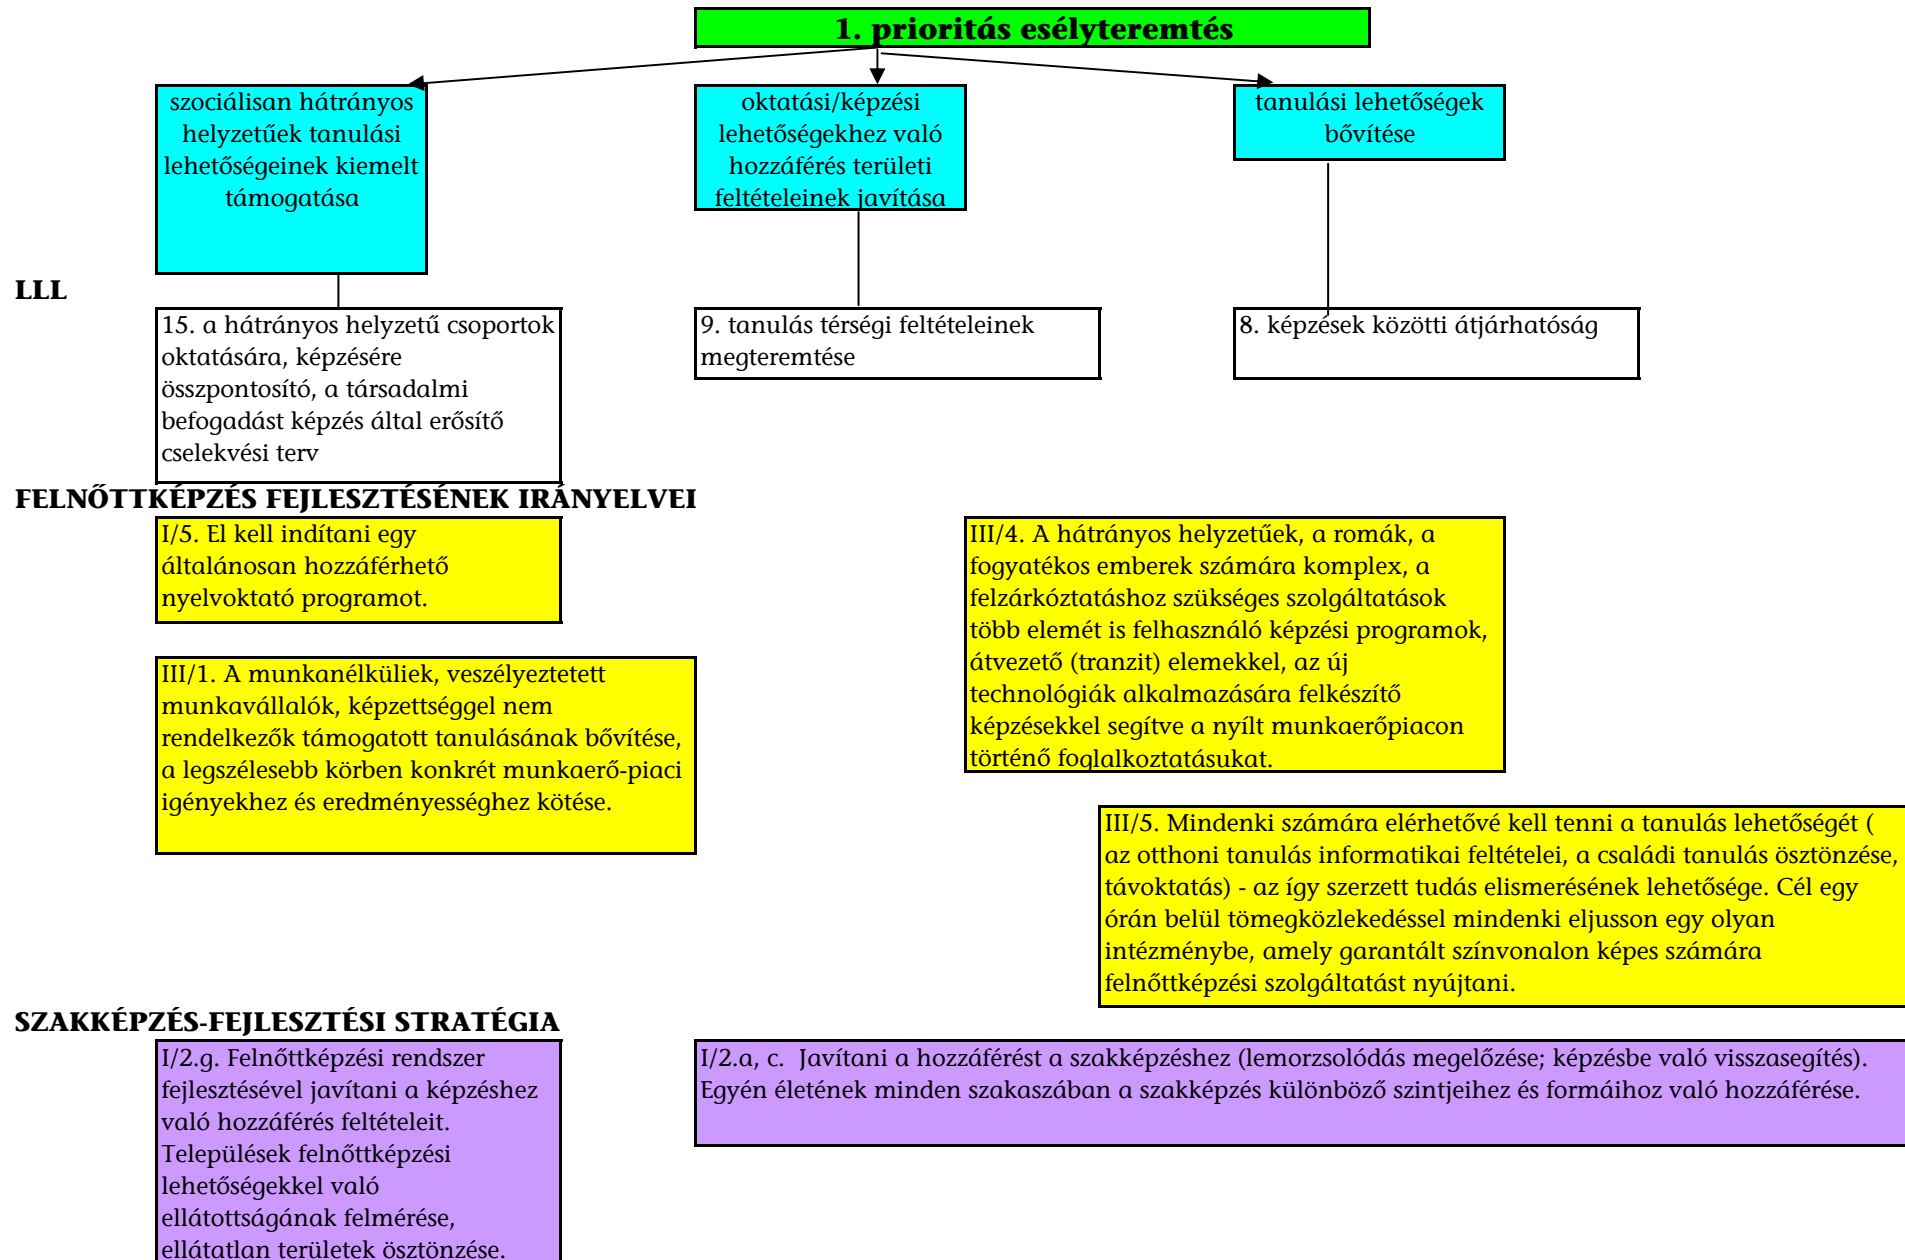 1. prioritás esélyteremtés
szociálisan hátrányos
helyzetűek tanulási
lehetőségeinek kiemelt
támogatása
oktatási/képzési
lehetőségekhez való
hozzáférés területi
feltételeinek javítása
tanulási lehetőségek
bővítése
LLL
15. a hátrányos helyzetű csoportok
oktatására, képzésére
összpontosító, a társadalmi
befogadást képzés által erősítő
cselekvési terv
9. tanulás térségi feltételeinek
megteremtése
8. képzések közötti átjárhatóság
FELNŐTTKÉPZÉS FEJLESZTÉSÉNEK IRÁNYELVEI
I/5. El kell indítani egy
általánosan hozzáférhető
nyelvoktató programot.
III/4. A hátrányos helyzetűek, a romák, a
fogyatékos emberek számára komplex, a
felzárkóztatáshoz szükséges szolgáltatások
több elemét is felhasználó képzési programok,
átvezető (tranzit) elemekkel, az új
technológiák alkalmazására felkészítő
képzésekkel segítve a nyílt munkaerőpiacon
történő foglalkoztatásukat.
III/1. A munkanélküliek, veszélyeztetett
munkavállalók, képzettséggel nem
rendelkezők támogatott tanulásának bővítése,
a legszélesebb körben konkrét munkaerő-piaci
igényekhez és eredményességhez kötése.
III/5. Mindenki számára elérhetővé kell tenni a tanulás lehetőségét (
az otthoni tanulás informatikai feltételei, a családi tanulás ösztönzése,
távoktatás) - az így szerzett tudás elismerésének lehetősége. Cél egy
órán belül tömegközlekedéssel mindenki eljusson egy olyan
intézménybe, amely garantált színvonalon képes számára
felnőttképzési szolgáltatást nyújtani.
SZAKKÉPZÉS-FEJLESZTÉSI STRATÉGIA
I/2.g. Felnőttképzési rendszer
fejlesztésével javítani a képzéshez
való hozzáférés feltételeit.
Települések felnőttképzési
lehetőségekkel való
ellátottságának felmérése,
ellátatlan területek ösztönzése.
I/2.a, c.  Javítani a hozzáférést a szakképzéshez (lemorzsolódás megelőzése; képzésbe való visszasegítés).
Egyén életének minden szakaszában a szakképzés különböző szintjeihez és formáihoz való hozzáférése.